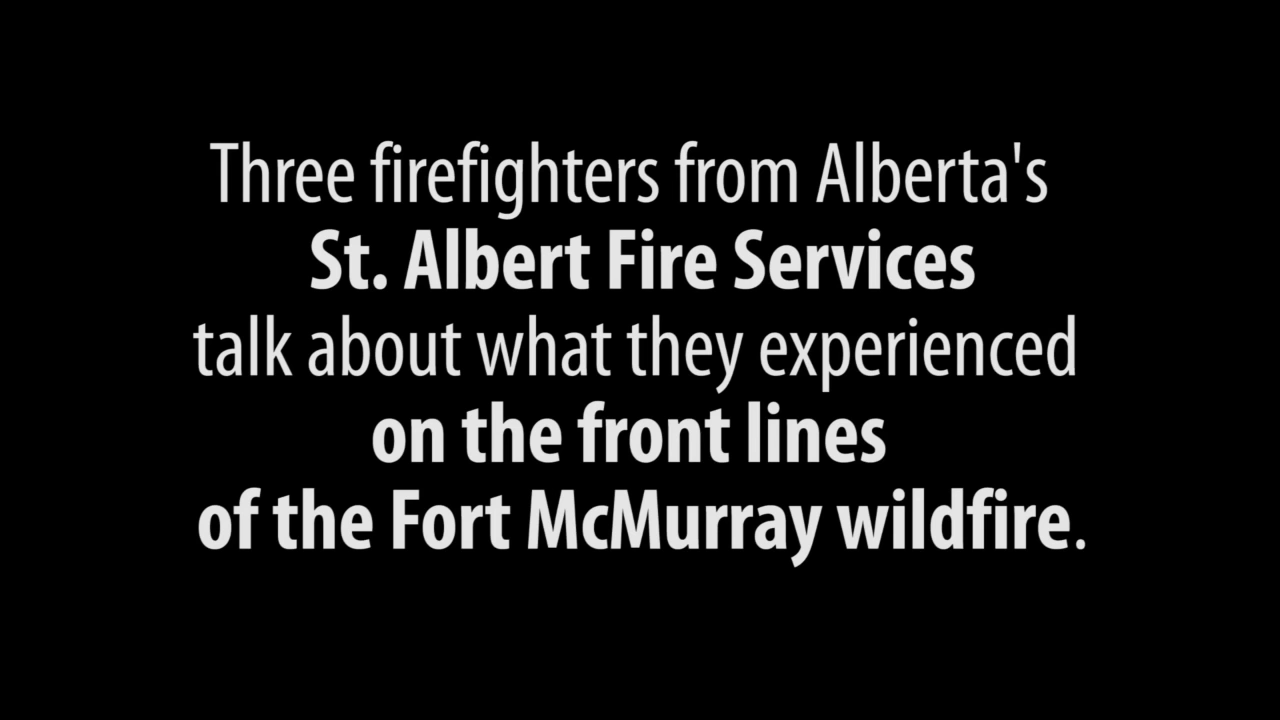 Three firefighters from Alberta's
St. Albert Fire Services
talk about what they experienced
on the front lines
of the Fort McMurray wildfire.